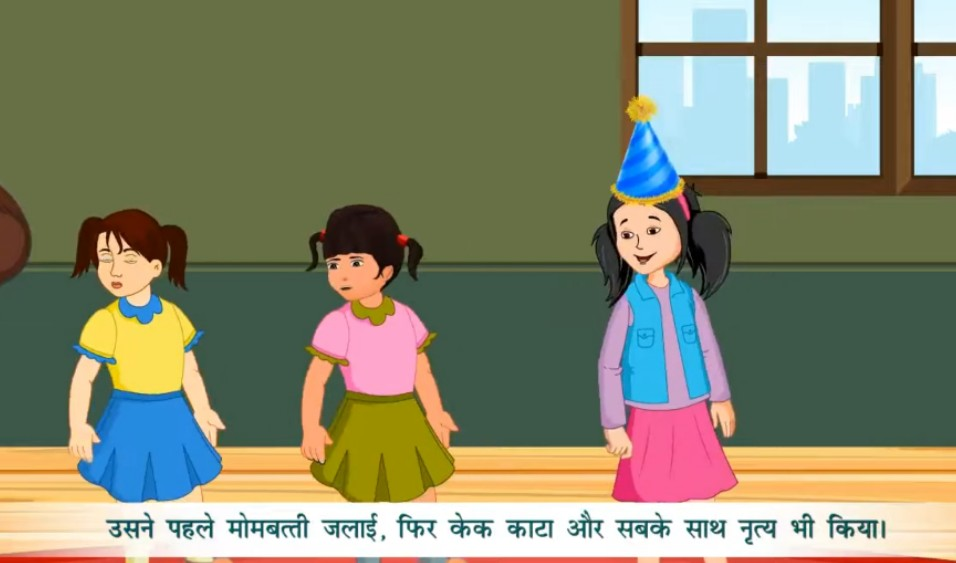 उसने पहले मोमबत्ती जलाई, फिर केक काटा और सबके साथ नृत्य भी किया।